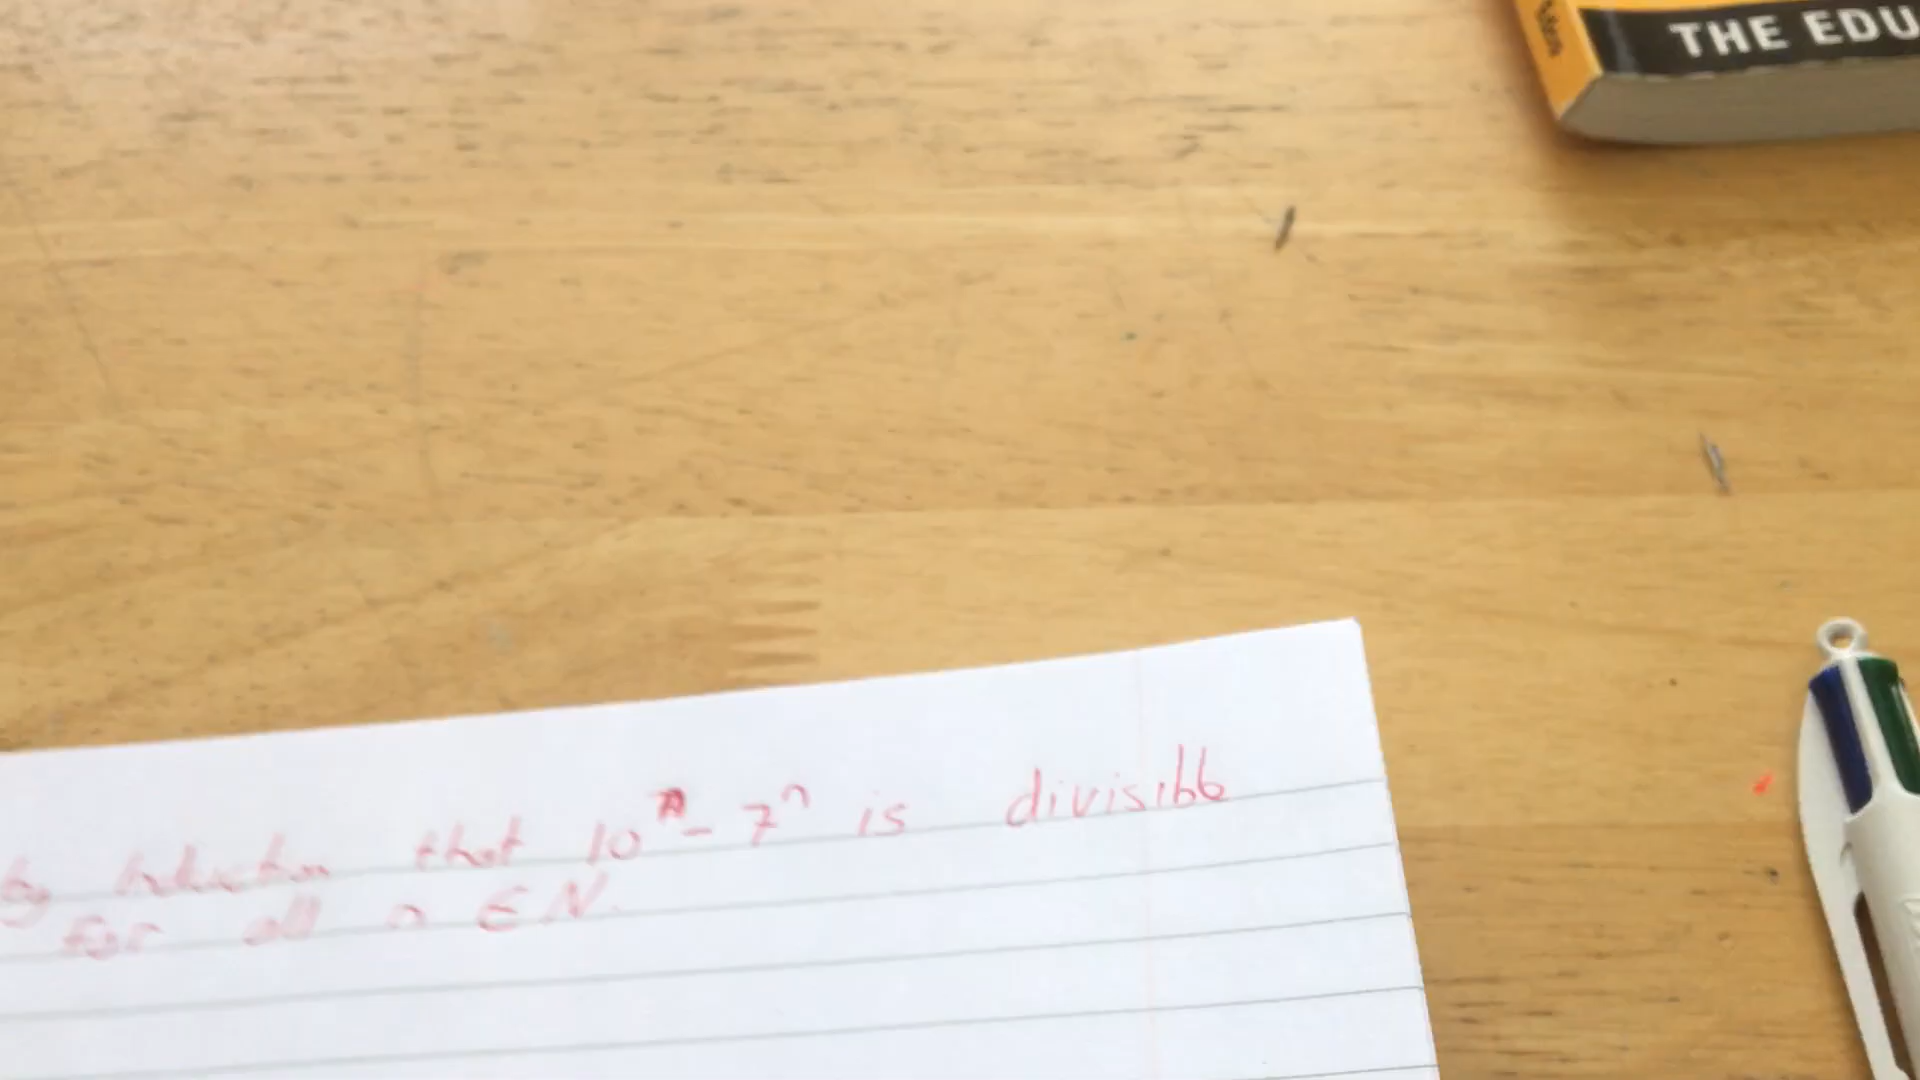 THE EDU
by induction that 10ⁿ - 7ⁿ is divisible
for all n ∈ N.